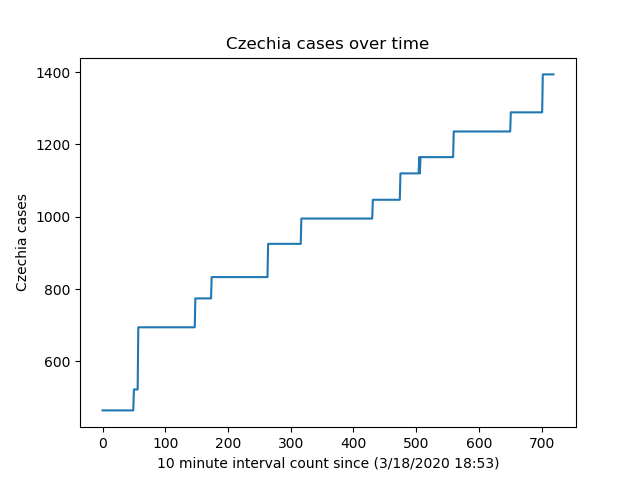 Czechia cases over time
1400
1200
1000
800
600
Czechia cases
0 100 200 300 400 500 600 700
10 minute interval count since (3/18/2020 18:53)